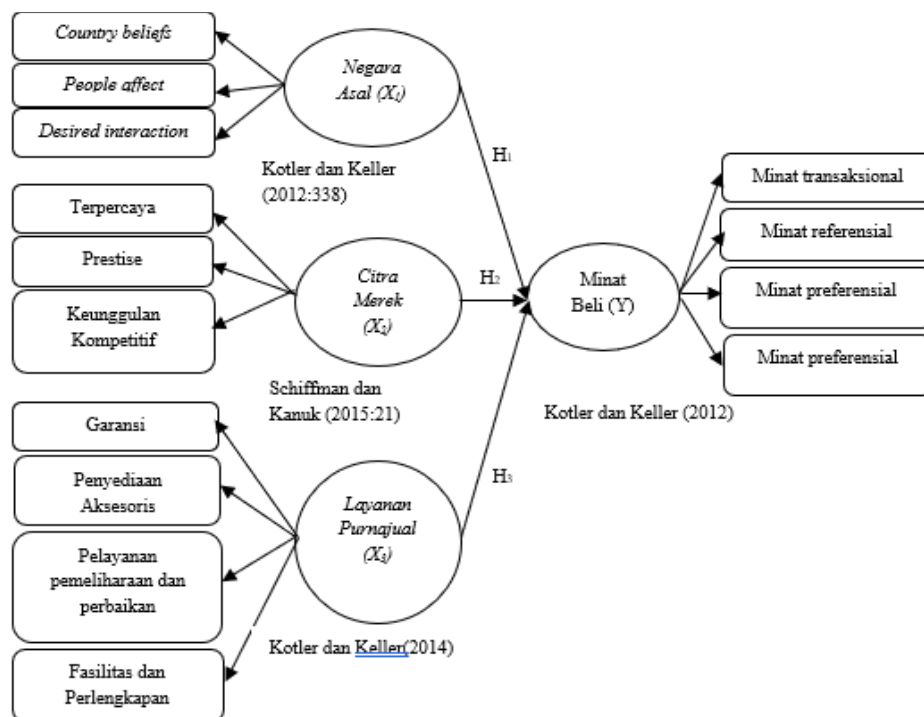 Country beliefs
People affect
Desired interaction
Negara
Asal (X1)
Kotler dan Keller
(2012:338)
H1
Terpercaya
Prestise
Keunggulan
Kompetitif
Citra
Merek
(X2)
Schiffman dan
Kanuk (2015:21)
H2
Minat
Beli (Y)
Kotler dan Keller (2012)
Minat transaksional
Minat referensial
Minat preferensial
Minat preferensial
Garansi
Penyediaan
Aksesoris
Pelayanan
pemeliharaan dan
perbaikan
Fasilitas dan
Perlengkapan
Layanan
Purnajual
(X3)
Kotler dan Keller(2014)
H3